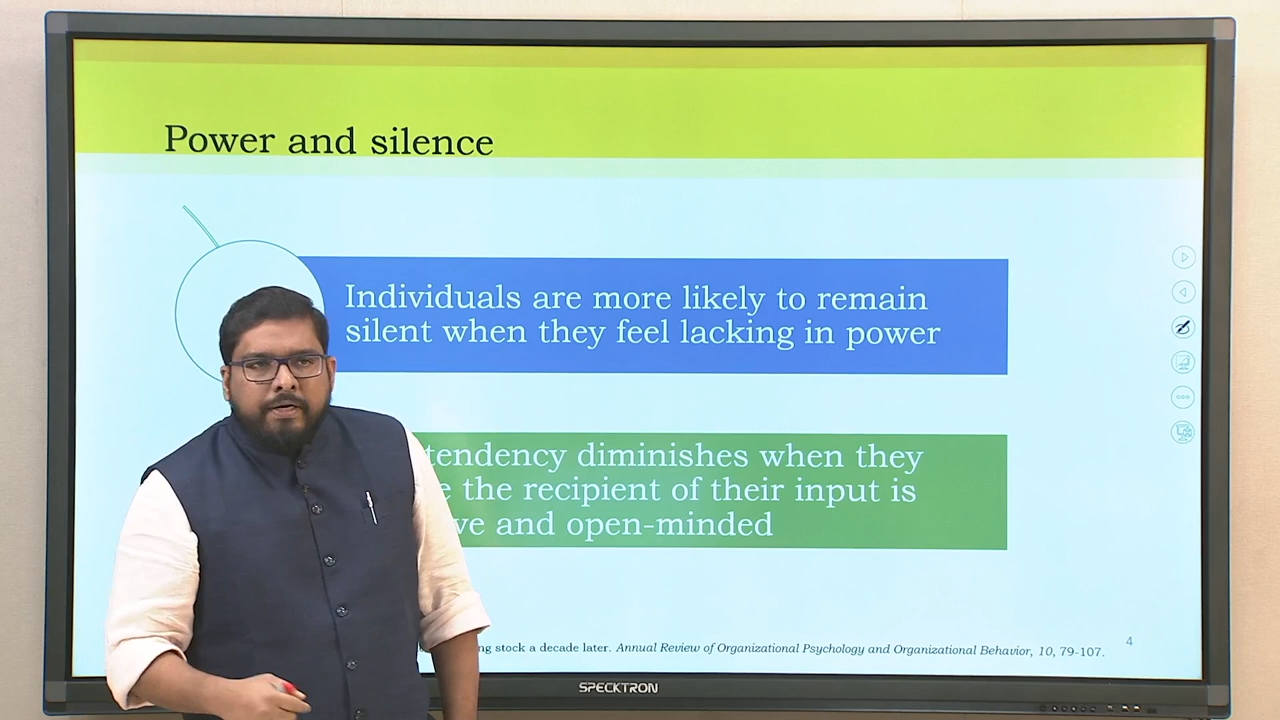 Power and silence
Individuals are more likely to remain
silent when they feel lacking in power
tendency diminishes when they
the recipient of their input is
and open-minded
stock a decade later. Annual Review of Organizational Psychology and Organizational Behavior, 10, 79-107.
4
SPECKTRON